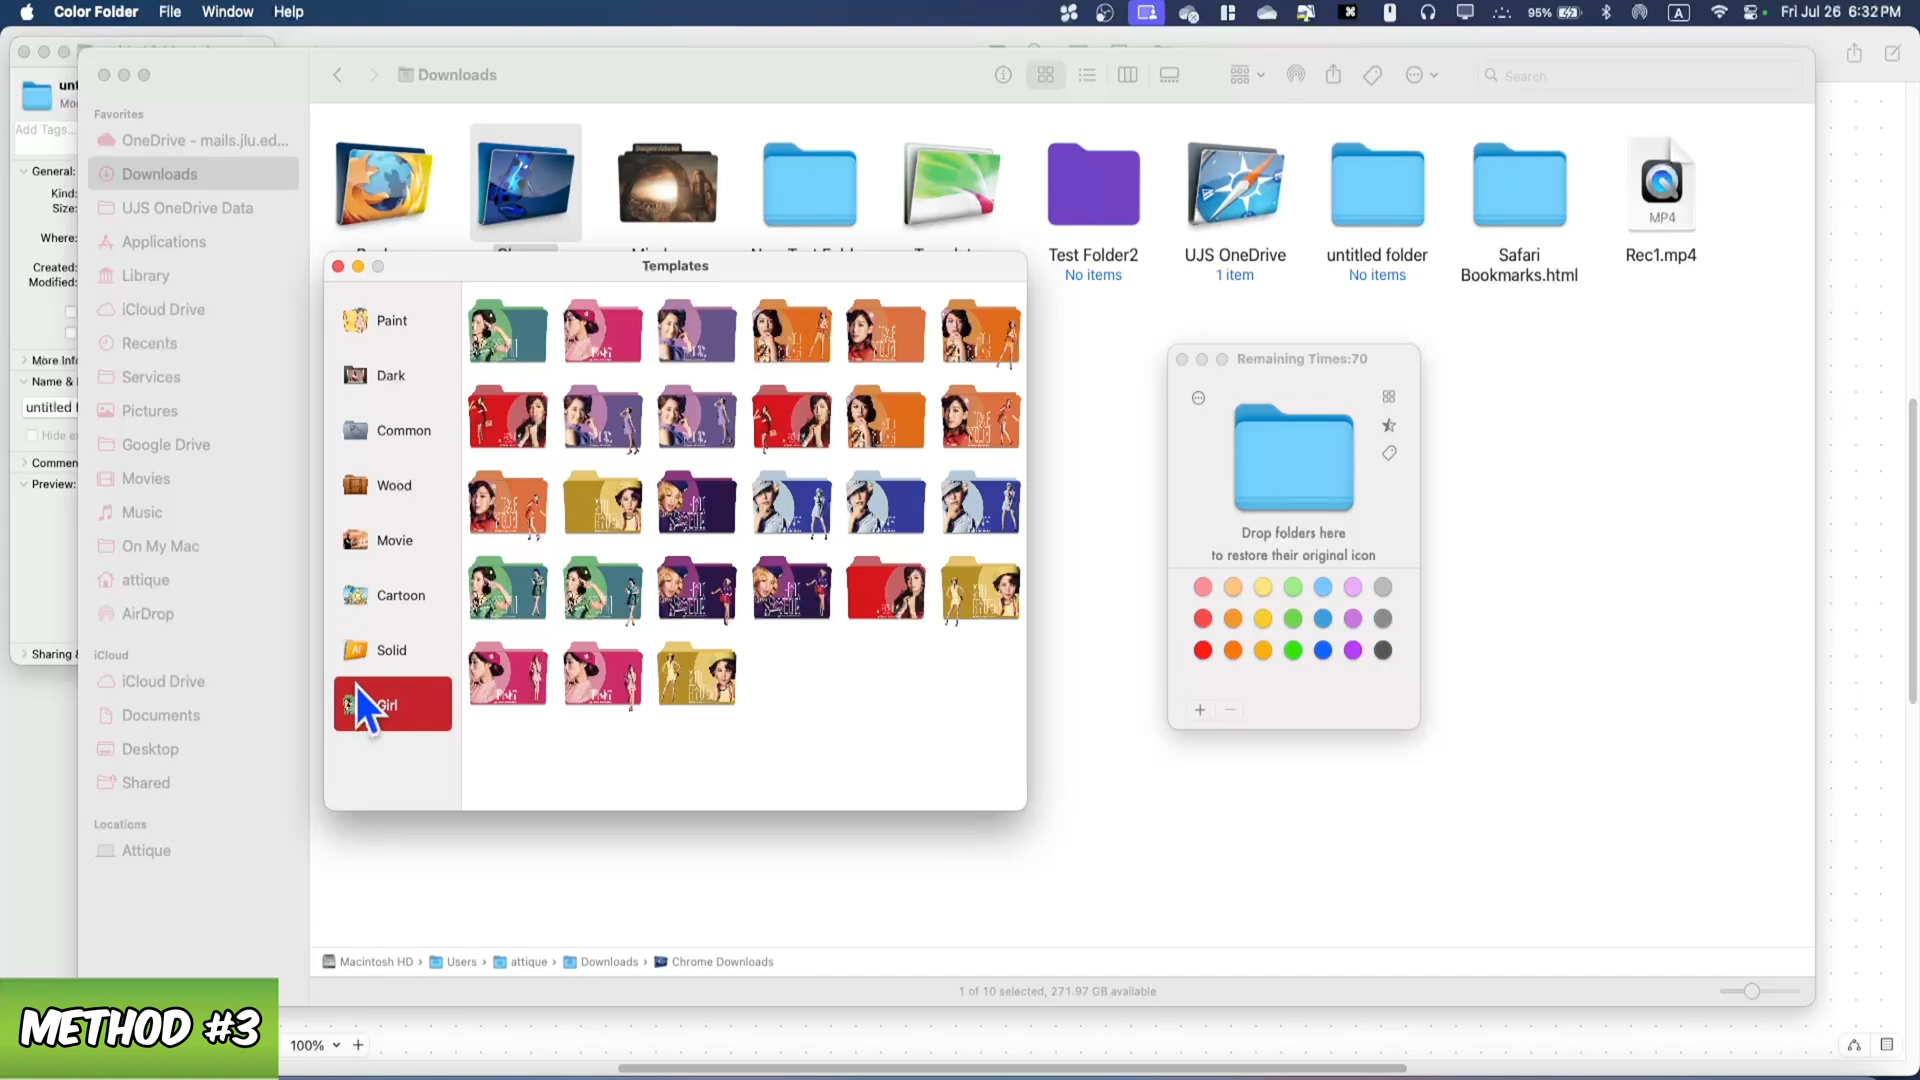 Color Folder File Window Help
95% A Fri Jul 26 6:32 PM
Downloads
Search
unt
Mod
Add Tags...
General:
Kind:
Size:
Where:
Created:
Modified:
More Info
Name &
untitled f
Hide ex
Commen
Preview:
Sharing &
Favorites
OneDrive - mails.jlu.ed...
Downloads
UJS OneDrive Data
Applications
Library
iCloud Drive
Recents
Services
Pictures
Google Drive
Movies
Music
On My Mac
attique
AirDrop
iCloud
iCloud Drive
Documents
Desktop
Shared
Locations
Attique
Test Folder2
No items
UJS OneDrive
1 item
untitled folder
No items
Safari
Bookmarks.html
MP4
Rec1.mp4
Templates
Paint
Dark
Common
Wood
Movie
Cartoon
Solid
Girl
Remaining Times:70
Drop folders here
to restore their original icon
Macintosh HD › Users › attique › Downloads › Chrome Downloads
1 of 10 selected, 271.97 GB available
METHOD #3
100%